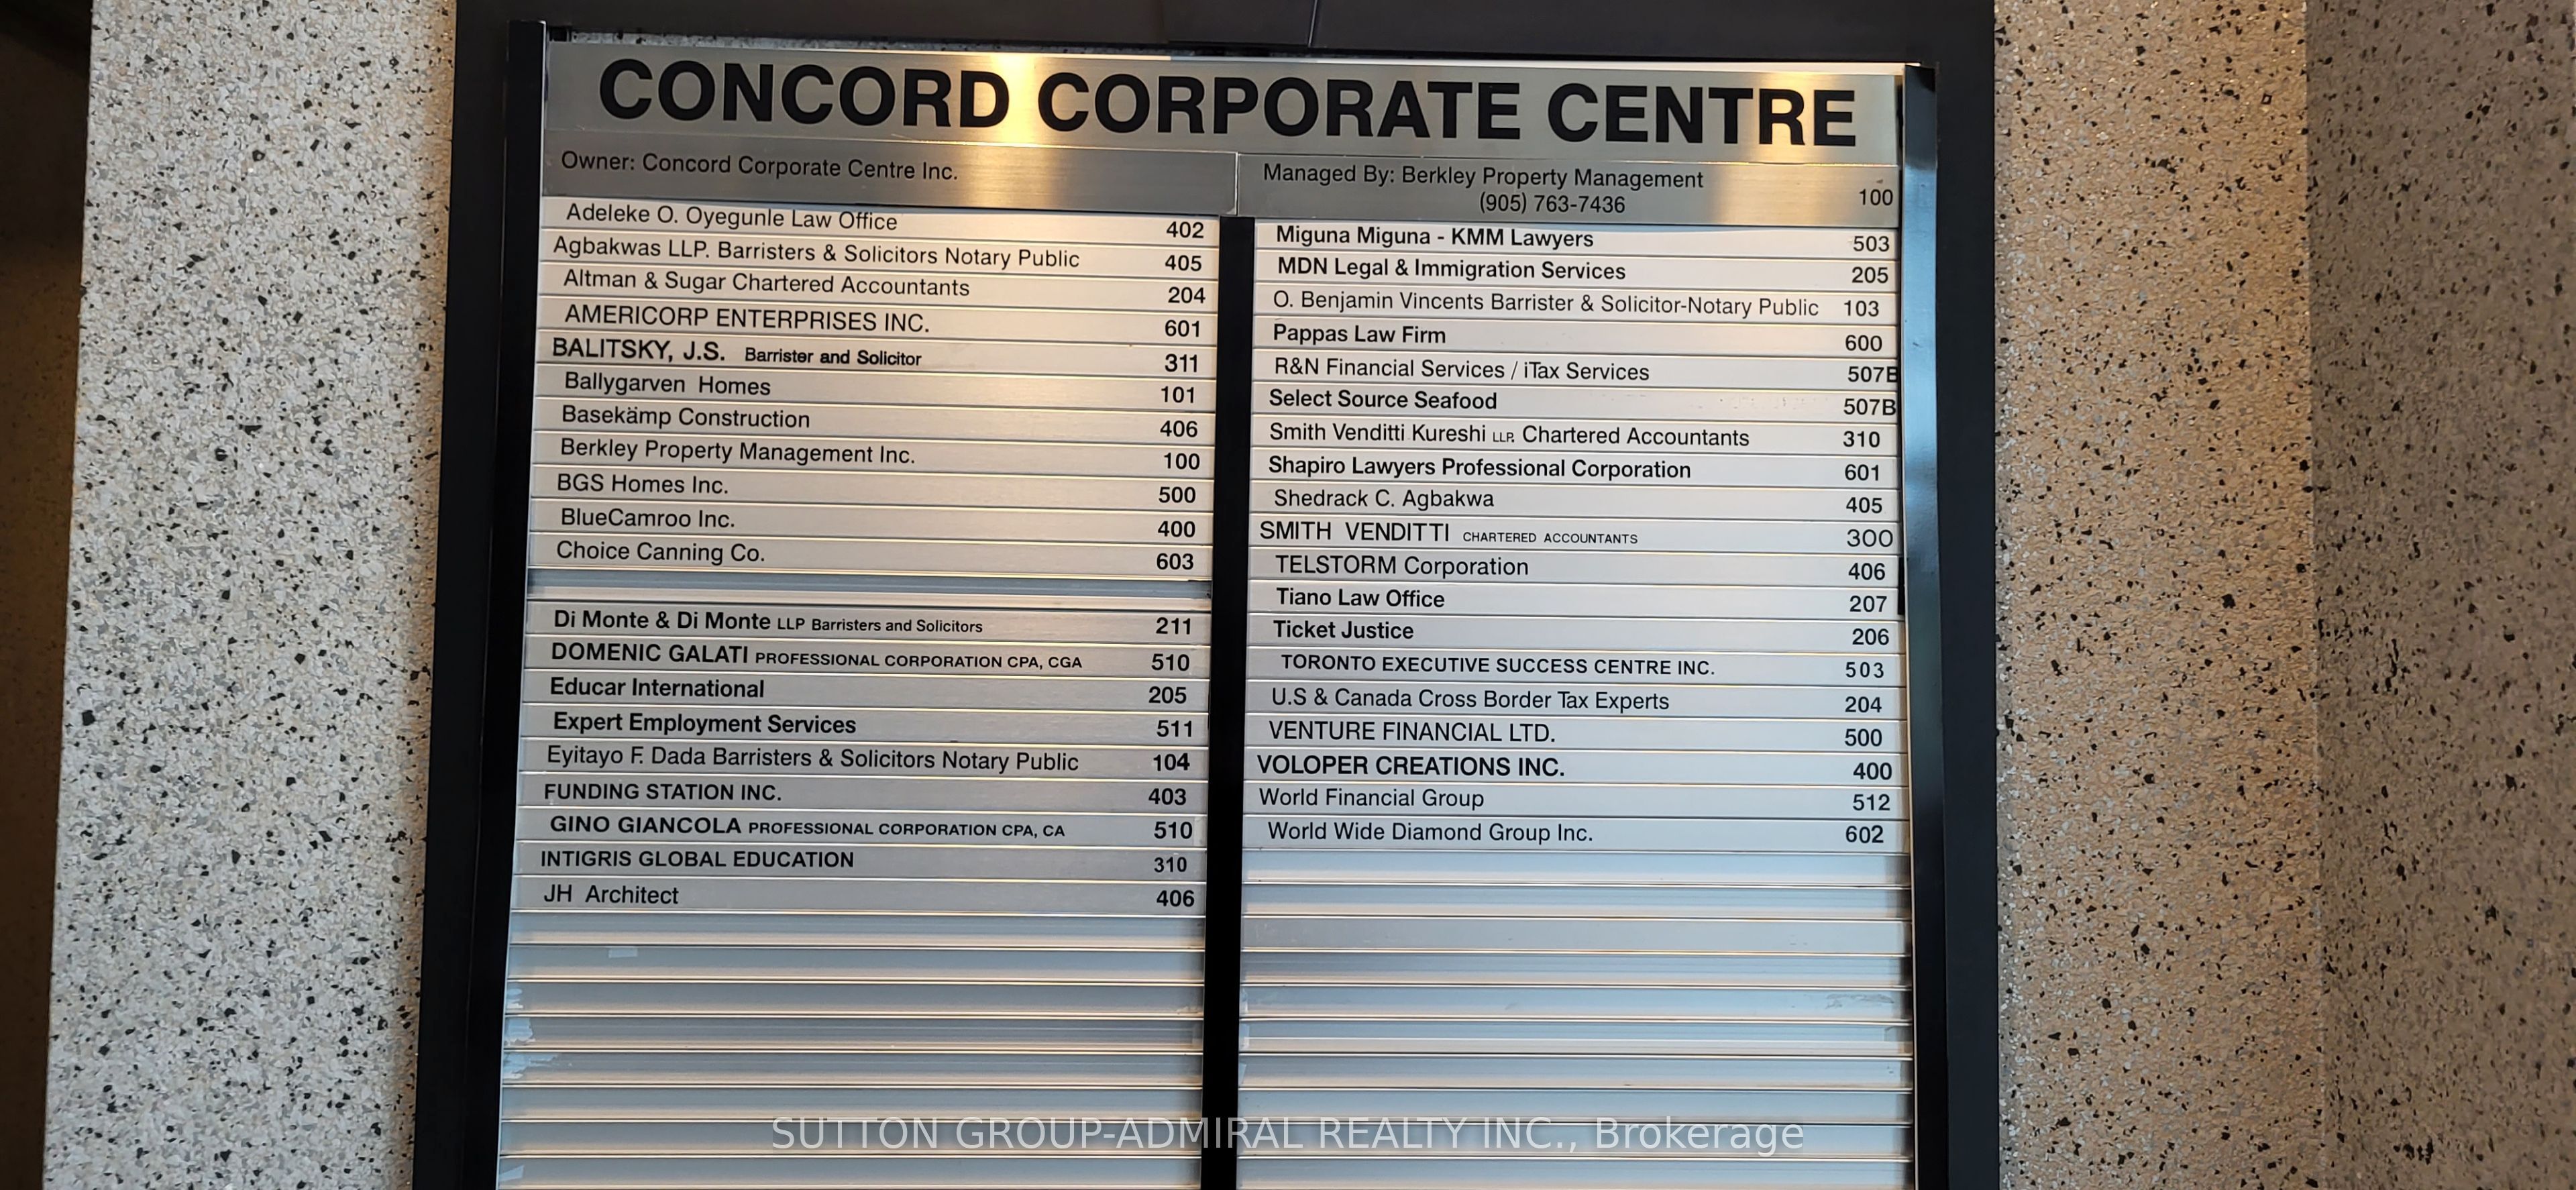 CONCORD CORPORATE CENTRE
Owner: Concord Corporate Centre Inc.
Managed By: Berkley Property Management 100
(905) 763-7436
Adeleke O. Oyegunle Law Office 402
Agbakwas LLP. Barristers & Solicitors Notary Public 405
Altman & Sugar Chartered Accountants 204
AMERICORP ENTERPRISES INC. 601
BALITSKY, J.S. Barrister and Solicitor 311
Ballygarven Homes 101
Basekämp Construction 406
Berkley Property Management Inc. 100
BGS Homes Inc. 500
BlueCamroo Inc. 400
Choice Canning Co. 603
Di Monte & Di Monte LLP Barristers and Solicitors 211
DOMENIC GALATI PROFESSIONAL CORPORATION CPA, CGA 510
Educar International 205
Expert Employment Services 511
Eyitayo F. Dada Barristers & Solicitors Notary Public 104
FUNDING STATION INC. 403
GINO GIANCOLA PROFESSIONAL CORPORATION CPA, CA 510
INTIGRIS GLOBAL EDUCATION 310
JH Architect 406
Miguna Miguna - KMM Lawyers 503
MDN Legal & Immigration Services 205
O. Benjamin Vincents Barrister & Solicitor-Notary Public 103
Pappas Law Firm 600
R&N Financial Services / iTax Services 507B
Select Source Seafood 507B
Smith Venditti Kureshi LLP. Chartered Accountants 310
Shapiro Lawyers Professional Corporation 601
Shedrack C. Agbakwa 405
SMITH VENDITTI CHARTERED ACCOUNTANTS 300
TELSTORM Corporation 406
Tiano Law Office 207
Ticket Justice 206
TORONTO EXECUTIVE SUCCESS CENTRE INC. 503
U.S & Canada Cross Border Tax Experts 204
VENTURE FINANCIAL LTD. 500
VOLOPER CREATIONS INC. 400
World Financial Group 512
World Wide Diamond Group Inc. 602
SUTTON GROUP-ADMIRAL REALTY INC., Brokerage